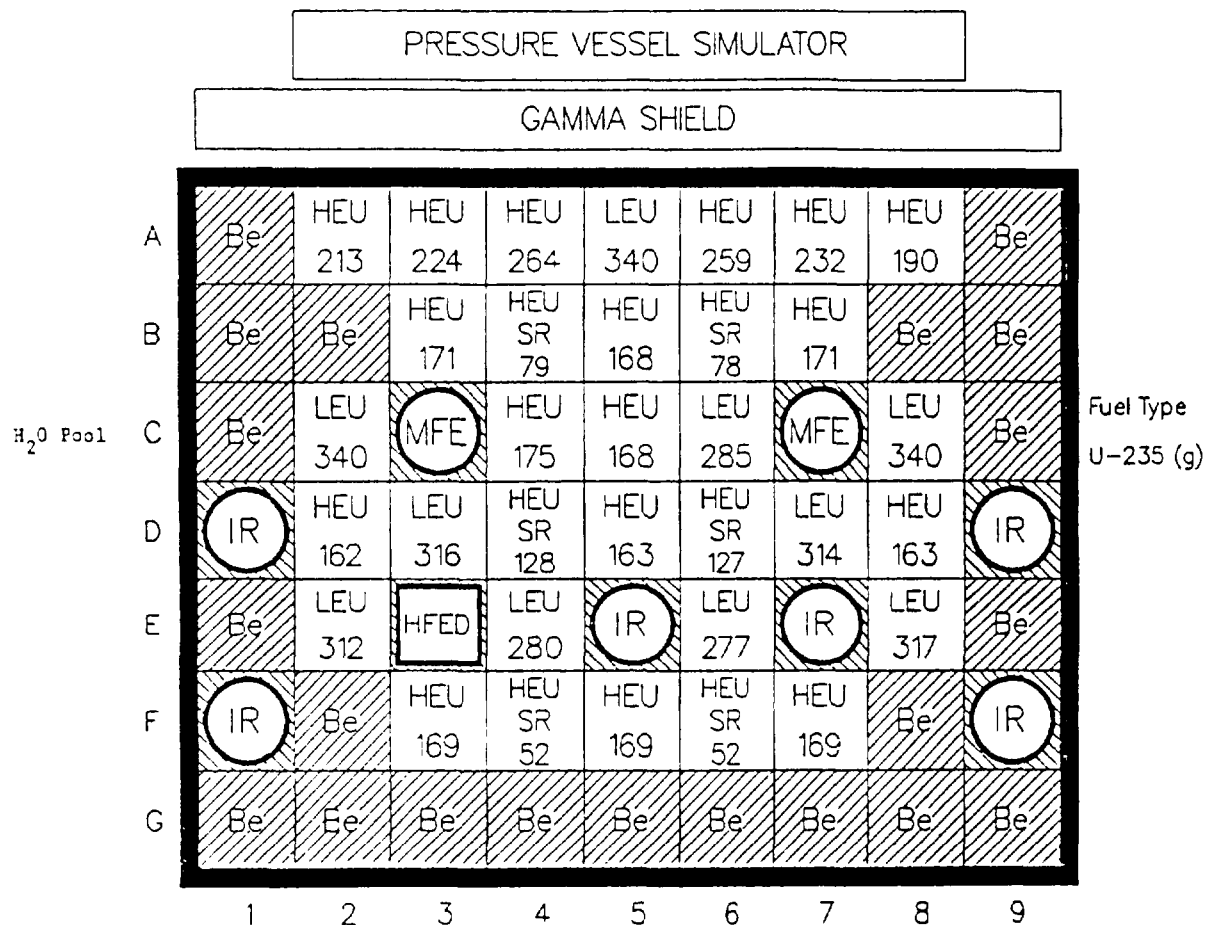 PRESSURE VESSEL SIMULATOR
GAMMA SHIELD
A Be HEU HEU HEU LEU HEU HEU HEU Be
213 224 264 340 259 232 190
B Be Be HEU HEU SR HEU HEU SR HEU Be Be
171 79 168 78 171
H2O Pool C Be LEU MFE HEU HEU LEU MFE LEU Be Fuel Type
340 175 168 285 340 U-235 (g)
D IR HEU LEU HEU SR HEU HEU SR LEU HEU IR
162 316 128 163 127 314 163
E Be LEU HFED LEU IR LEU IR LEU Be
312 280 277 317
F IR Be HEU HEU SR HEU HEU SR HEU Be IR
169 52 169 52 169
G Be Ee Be Be Be Be Be Be Be
1 2 3 4 5 6 7 8 9